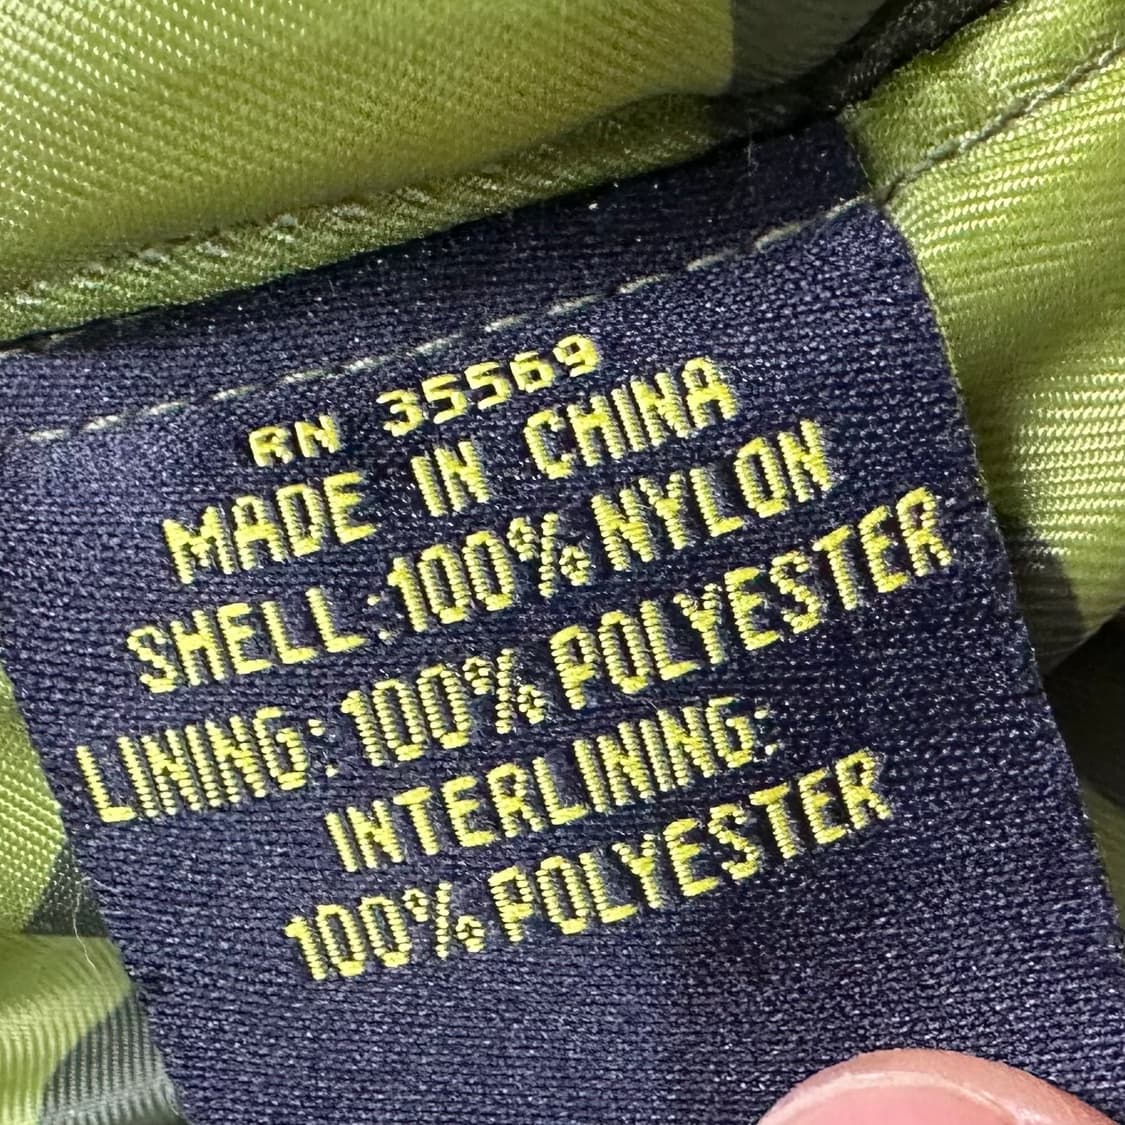 RN 35569
MADE IN CHINA
SHELL:100% NYLON
LINING: 100% POLYESTER
INTERLINING:
100% POLYESTER